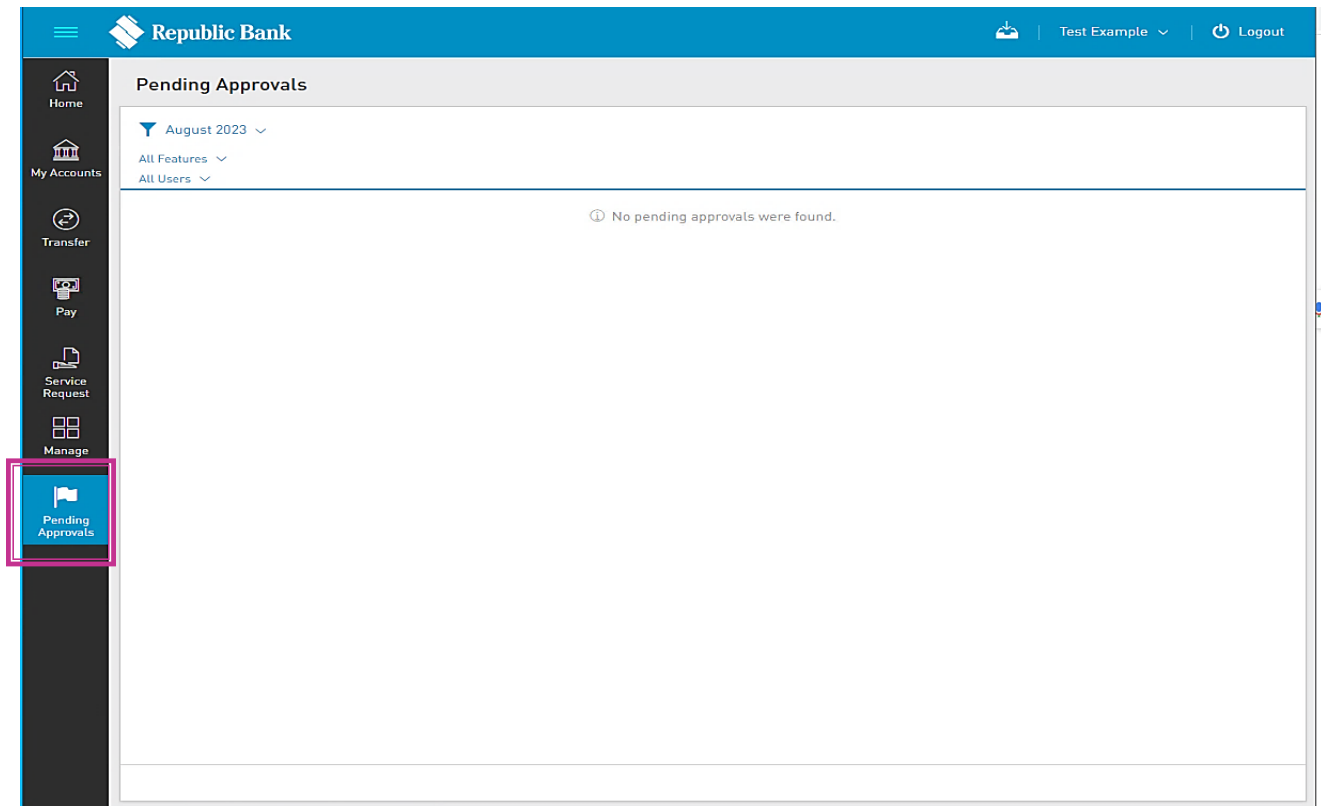 Republic Bank
Test Example
Logout
Home
My Accounts
Transfer
Pay
Service
Request
Manage
Pending
Approvals
Pending Approvals
August 2023
All Features
All Users
No pending approvals were found.